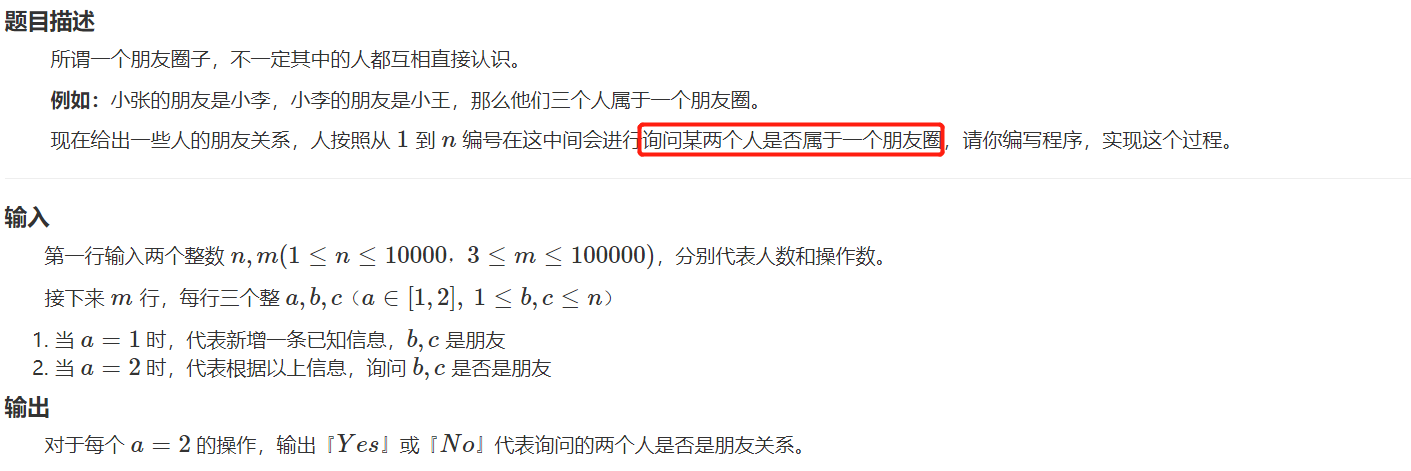 题目描述
所谓一个朋友圈子，不一定其中的人都互相直接认识。
例如：小张的朋友是小李，小李的朋友是小王，那么他们三个人属于一个朋友圈。
现在给出一些人的朋友关系，人按照从 1 到 n 编号在这中间会进行询问某两个人是否属于一个朋友圈，请你编写程序，实现这个过程。
输入
第一行输入两个整数 n, m(1 ≤ n ≤ 10000，3 ≤ m ≤ 100000)，分别代表人数和操作数。
接下来 m 行，每行三个整 a, b, c（a ∈ [1, 2], 1 ≤ b, c ≤ n）
1. 当 a = 1 时，代表新增一条已知信息，b, c 是朋友
2. 当 a = 2 时，代表根据以上信息，询问 b, c 是否是朋友
输出
对于每个 a = 2 的操作，输出『Yes』或『No』代表询问的两个人是否是朋友关系。